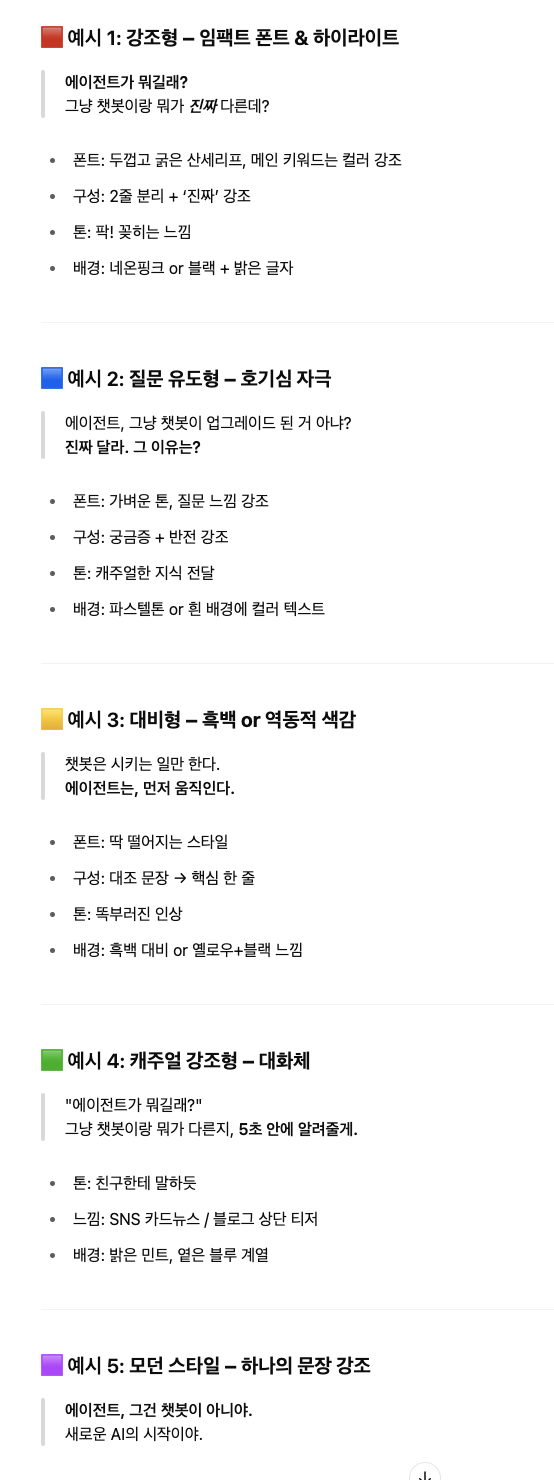 🟥 예시 1: 강조형 – 임팩트 폰트 & 하이라이트
에이전트가 뭐길래?
그냥 챗봇이랑 뭐가 진짜 다른데?
• 폰트: 두껍고 굵은 산세리프, 메인 키워드는 컬러 강조
• 구성: 2줄 분리 + ‘진짜’ 강조
• 톤: 팍! 꽂히는 느낌
• 배경: 네온핑크 or 블랙 + 밝은 글자
🟦 예시 2: 질문 유도형 – 호기심 자극
에이전트, 그냥 챗봇이 업그레이드 된 거 아냐?
진짜 달라. 그 이유는?
• 폰트: 가벼운 톤, 질문 느낌 강조
• 구성: 궁금증 + 반전 강조
• 톤: 캐주얼한 지식 전달
• 배경: 파스텔톤 or 흰 배경에 컬러 텍스트
🟨 예시 3: 대비형 – 흑백 or 역동적 색감
챗봇은 시키는 일만 한다.
에이전트는, 먼저 움직인다.
• 폰트: 딱 떨어지는 스타일
• 구성: 대조 문장 → 핵심 한 줄
• 톤: 똑부러진 인상
• 배경: 흑백 대비 or 옐로우+블랙 느낌
🟩 예시 4: 캐주얼 강조형 – 대화체
"에이전트가 뭐길래?"
그냥 챗봇이랑 뭐가 다른지, 5초 안에 알려줄게.
• 톤: 친구한테 말하듯
• 느낌: SNS 카드뉴스 / 블로그 상단 티저
• 배경: 밝은 민트, 옅은 블루 계열
🟪 예시 5: 모던 스타일 – 하나의 문장 강조
에이전트, 그건 챗봇이 아니야.
새로운 AI의 시작이야.